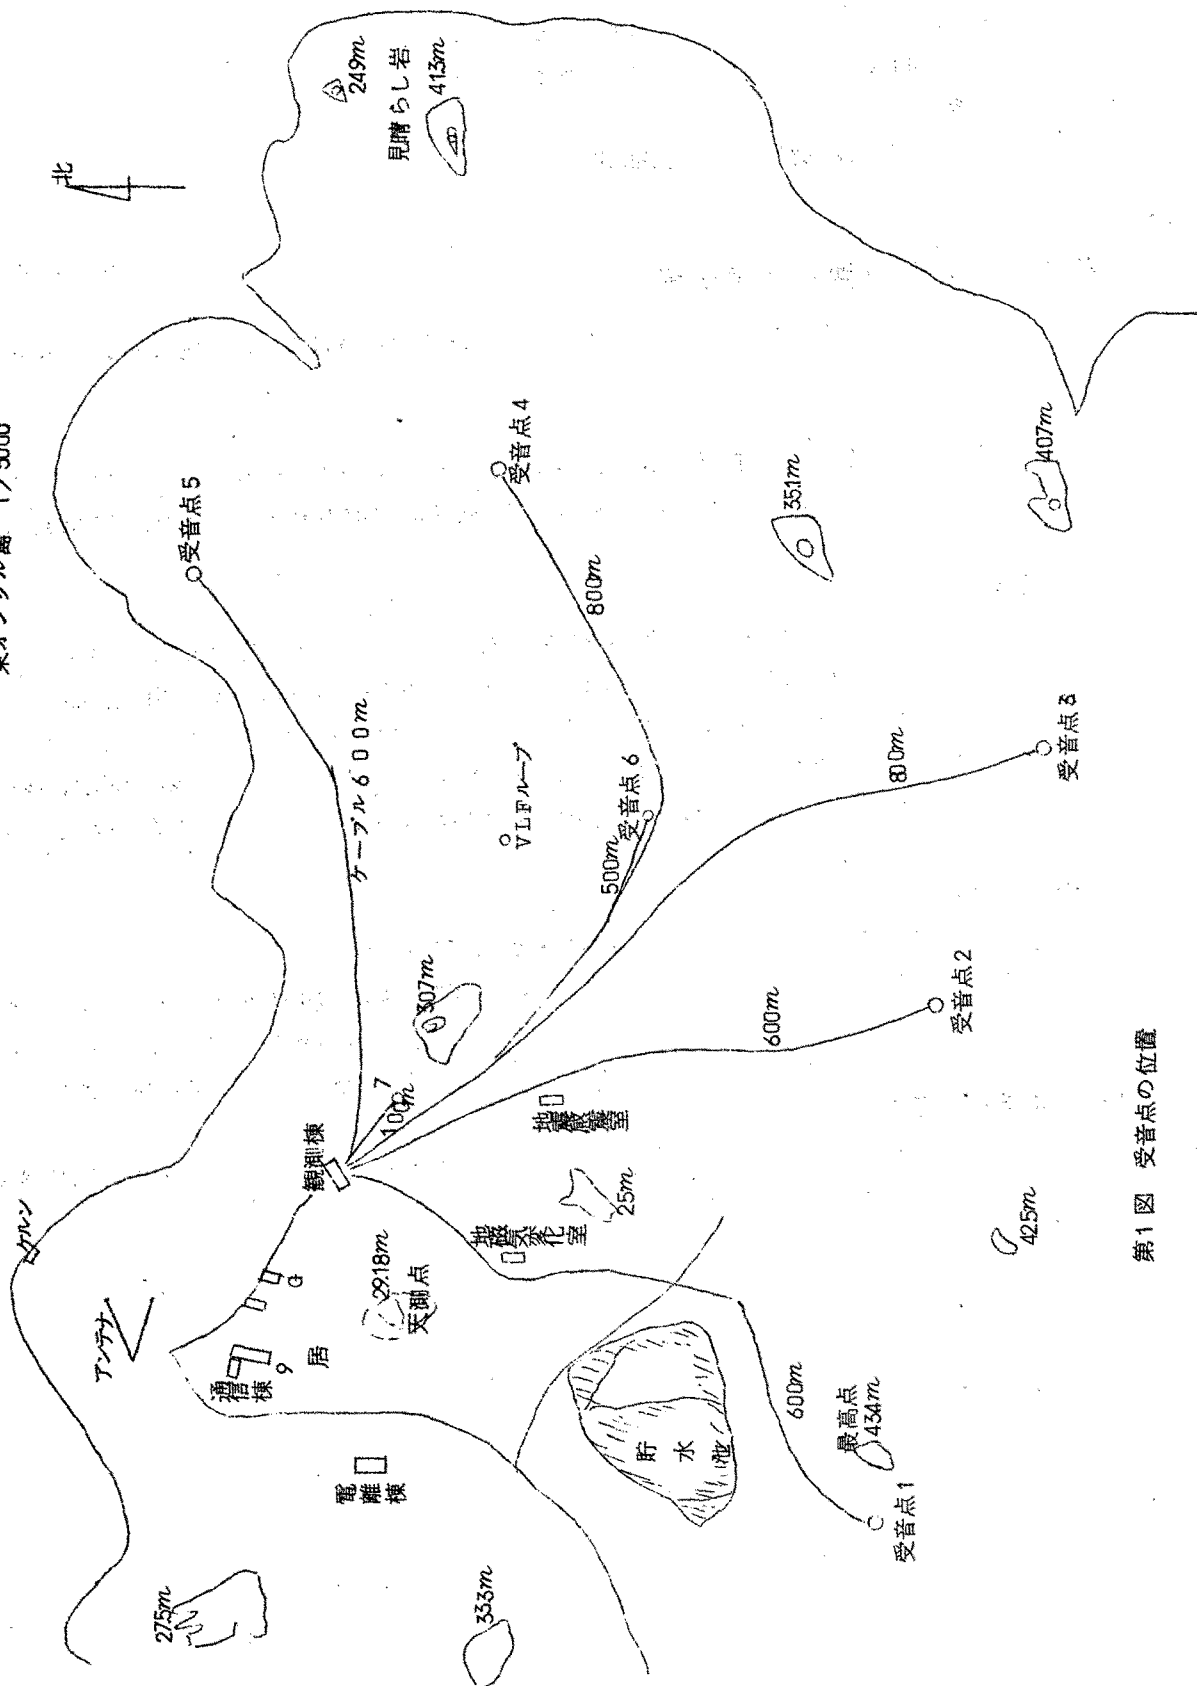 北
249m
見晴らし岩
413m
受音点5
受音点4
ケーブル600m
800m
VLFループ
受音点6
500m
351m
407m
800m
受音点3
307m
7
100m
観測棟
600m
受音点2
ケルン
アンテナ
G
通信棟
9
居
29.18m
天測点
地磁気変化室
25m
電離棟
貯水池
600m
最高点
434m
受音点1
425m
275m
333m
第1図 受音点の位置